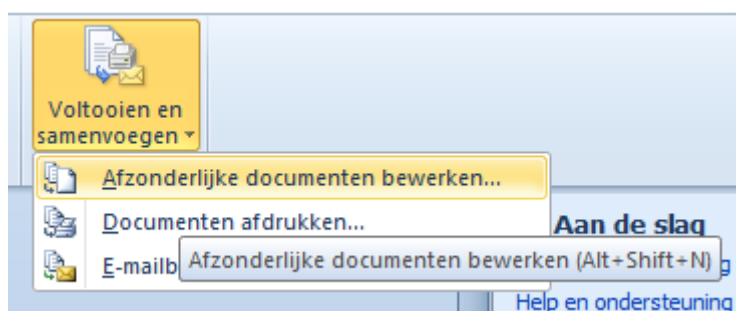 Voltooien en
samenvoegen
Afzonderlijke documenten bewerken...
Documenten afdrukken...
Aan de slag
Afzonderlijke documenten bewerken (Alt+Shift+N)
Help en ondersteuning